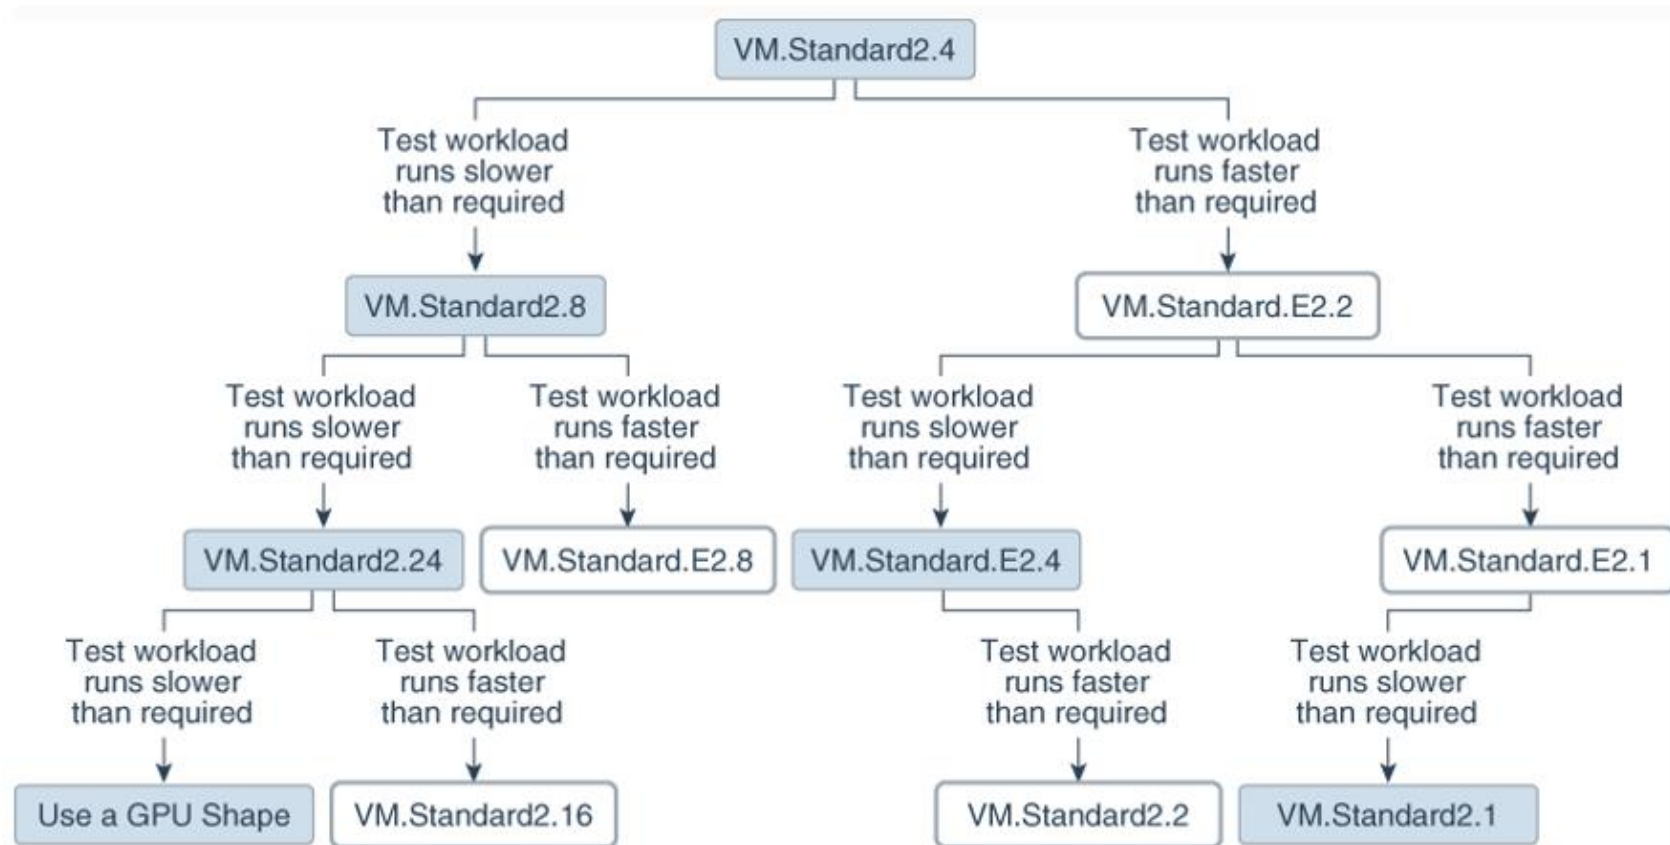 VM.Standard2.4
Test workload
runs slower
than required
Test workload
runs faster
than required
VM.Standard2.8
VM.Standard.E2.2
Test workload
runs slower
than required
Test workload
runs faster
than required
Test workload
runs slower
than required
Test workload
runs faster
than required
VM.Standard2.24
VM.Standard.E2.8
VM.Standard.E2.4
VM.Standard.E2.1
Test workload
runs slower
than required
Test workload
runs faster
than required
Test workload
runs faster
than required
Test workload
runs slower
than required
Use a GPU Shape
VM.Standard2.16
VM.Standard2.2
VM.Standard2.1